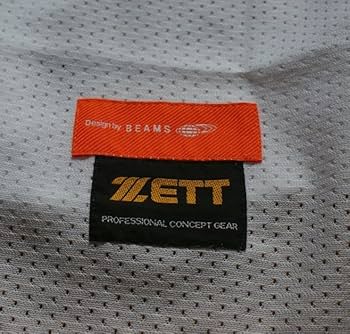 Design by BEAMS
ZETT
PROFESSIONAL CONCEPT GEAR